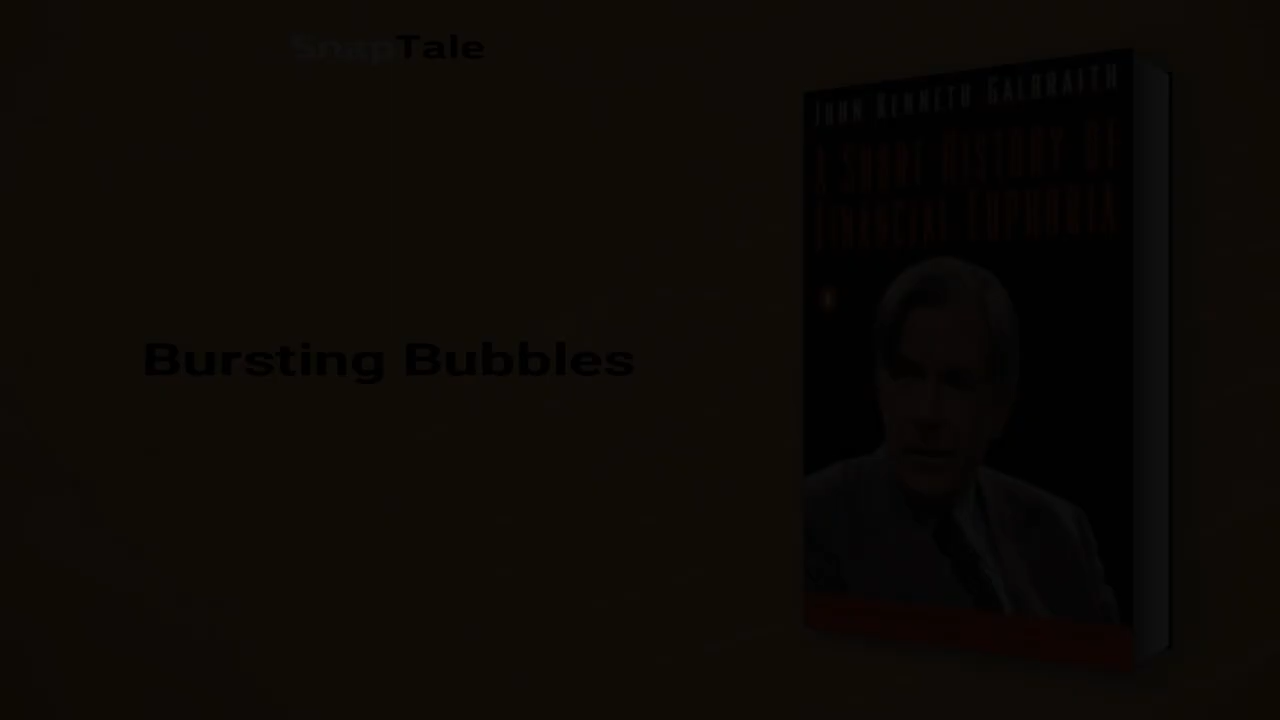 SnapTale
JOHN KENNETH GALBRAITH
A SHORT HISTORY OF
FINANCIAL EUPHORIA
Bursting Bubbles